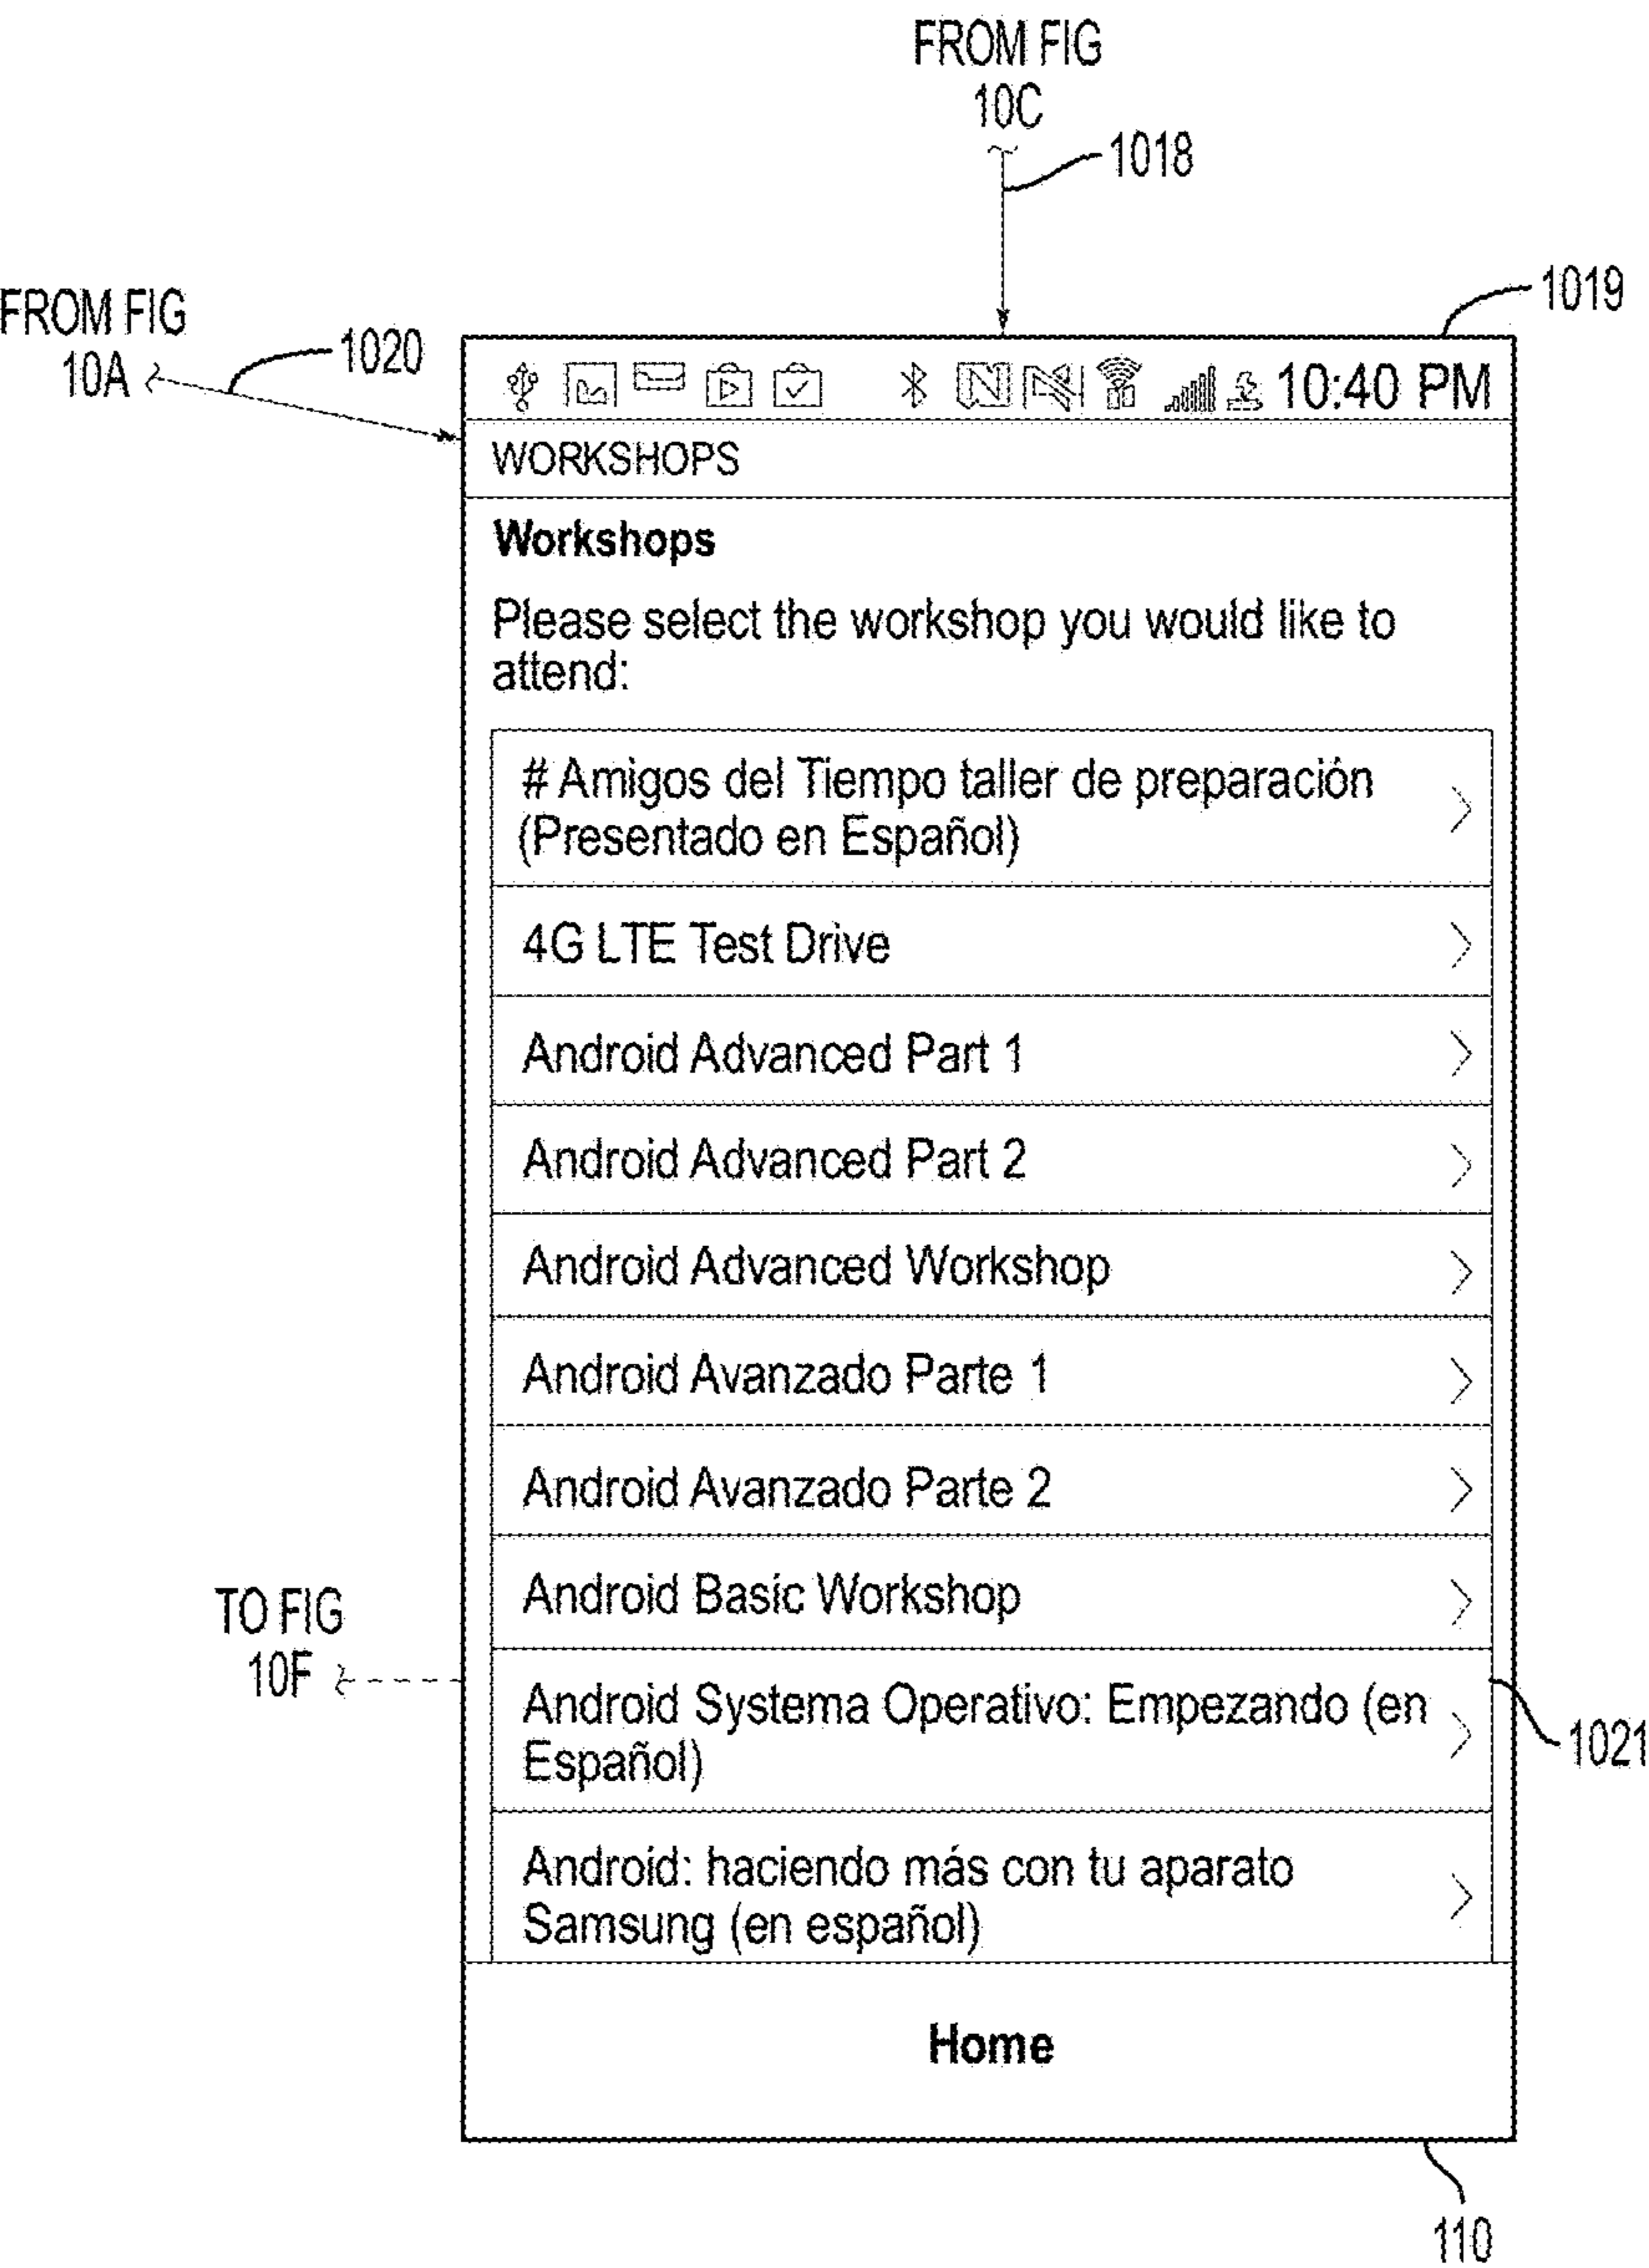 FROM FIG
10C
1018
1019
FROM FIG
10A
1020
10:40 PM
WORKSHOPS
Workshops
Please select the workshop you would like to
attend:
# Amigos del Tiempo taller de preparación
(Presentado en Español)
4G LTE Test Drive
Android Advanced Part 1
Android Advanced Part 2
Android Advanced Workshop
Android Avanzado Parte 1
Android Avanzado Parte 2
Android Basic Workshop
TO FIG
10F
Android Systema Operativo: Empezando (en
Español)
1021
Android: haciendo más con tu aparato
Samsung (en español)
Home
110